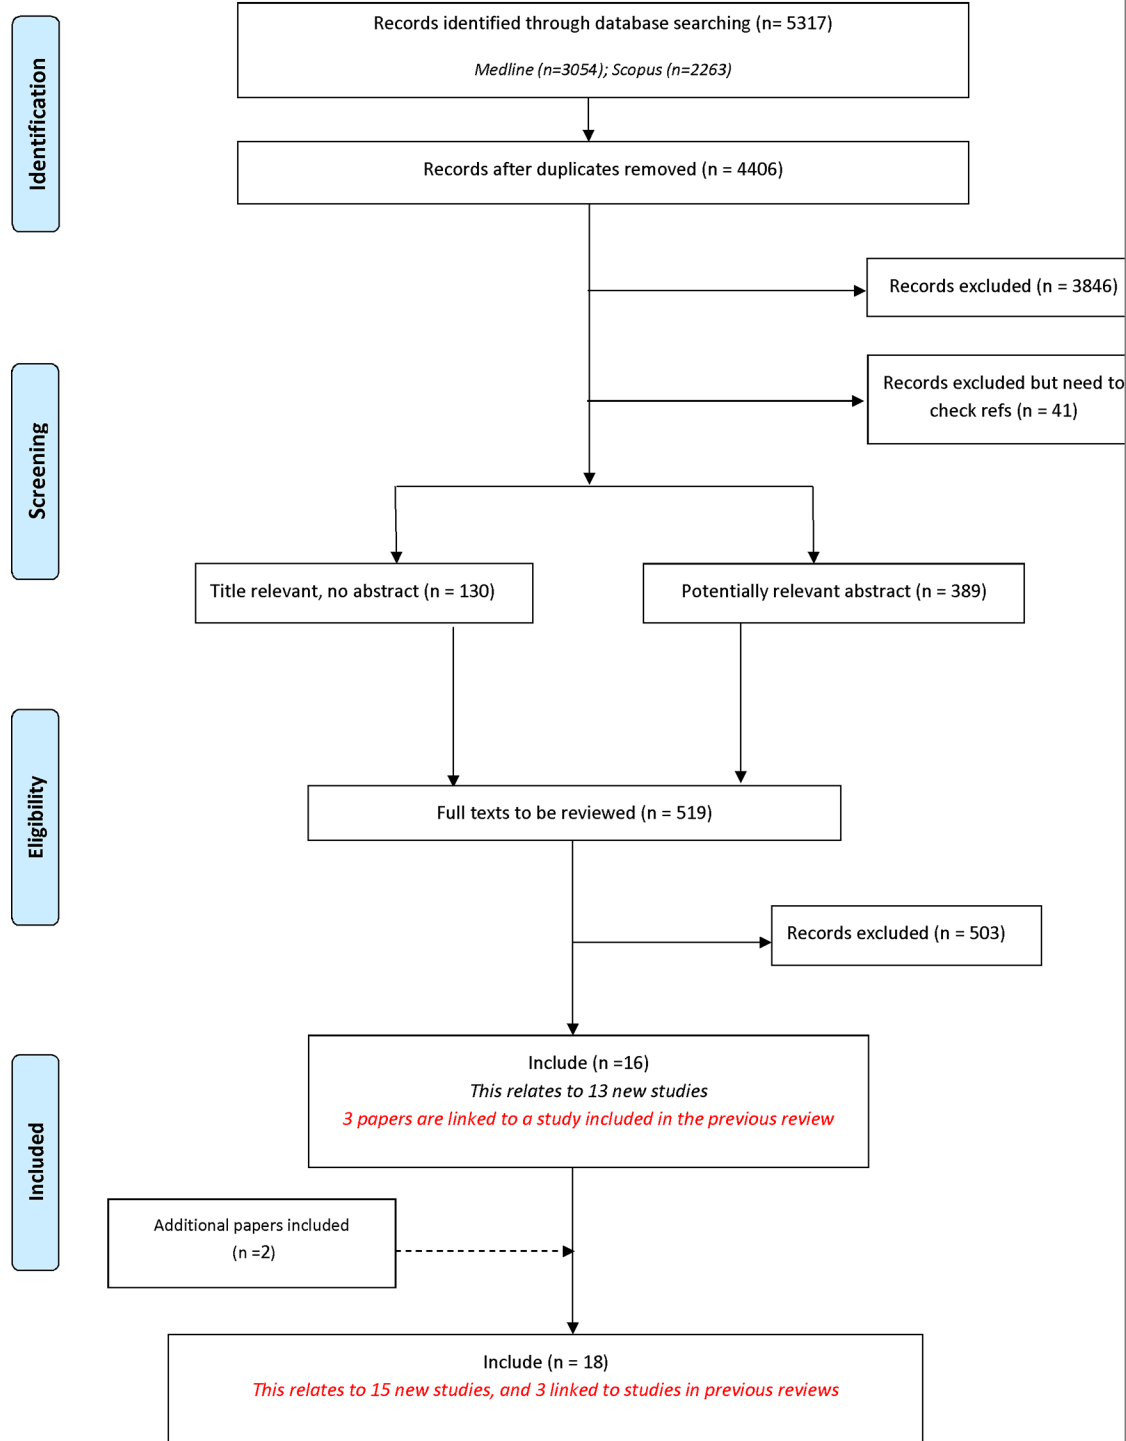 Identification
Records identified through database searching (n= 5317)
Medline (n=3054); Scopus (n=2263)
Records after duplicates removed (n = 4406)
Records excluded (n = 3846)
Screening
Records excluded but need to
check refs (n = 41)
Title relevant, no abstract (n = 130)
Potentially relevant abstract (n = 389)
Eligibility
Full texts to be reviewed (n = 519)
Records excluded (n = 503)
Included
Include (n =16)
This relates to 13 new studies
3 papers are linked to a study included in the previous review
Additional papers included
(n =2)
Include (n = 18)
This relates to 15 new studies, and 3 linked to studies in previous reviews